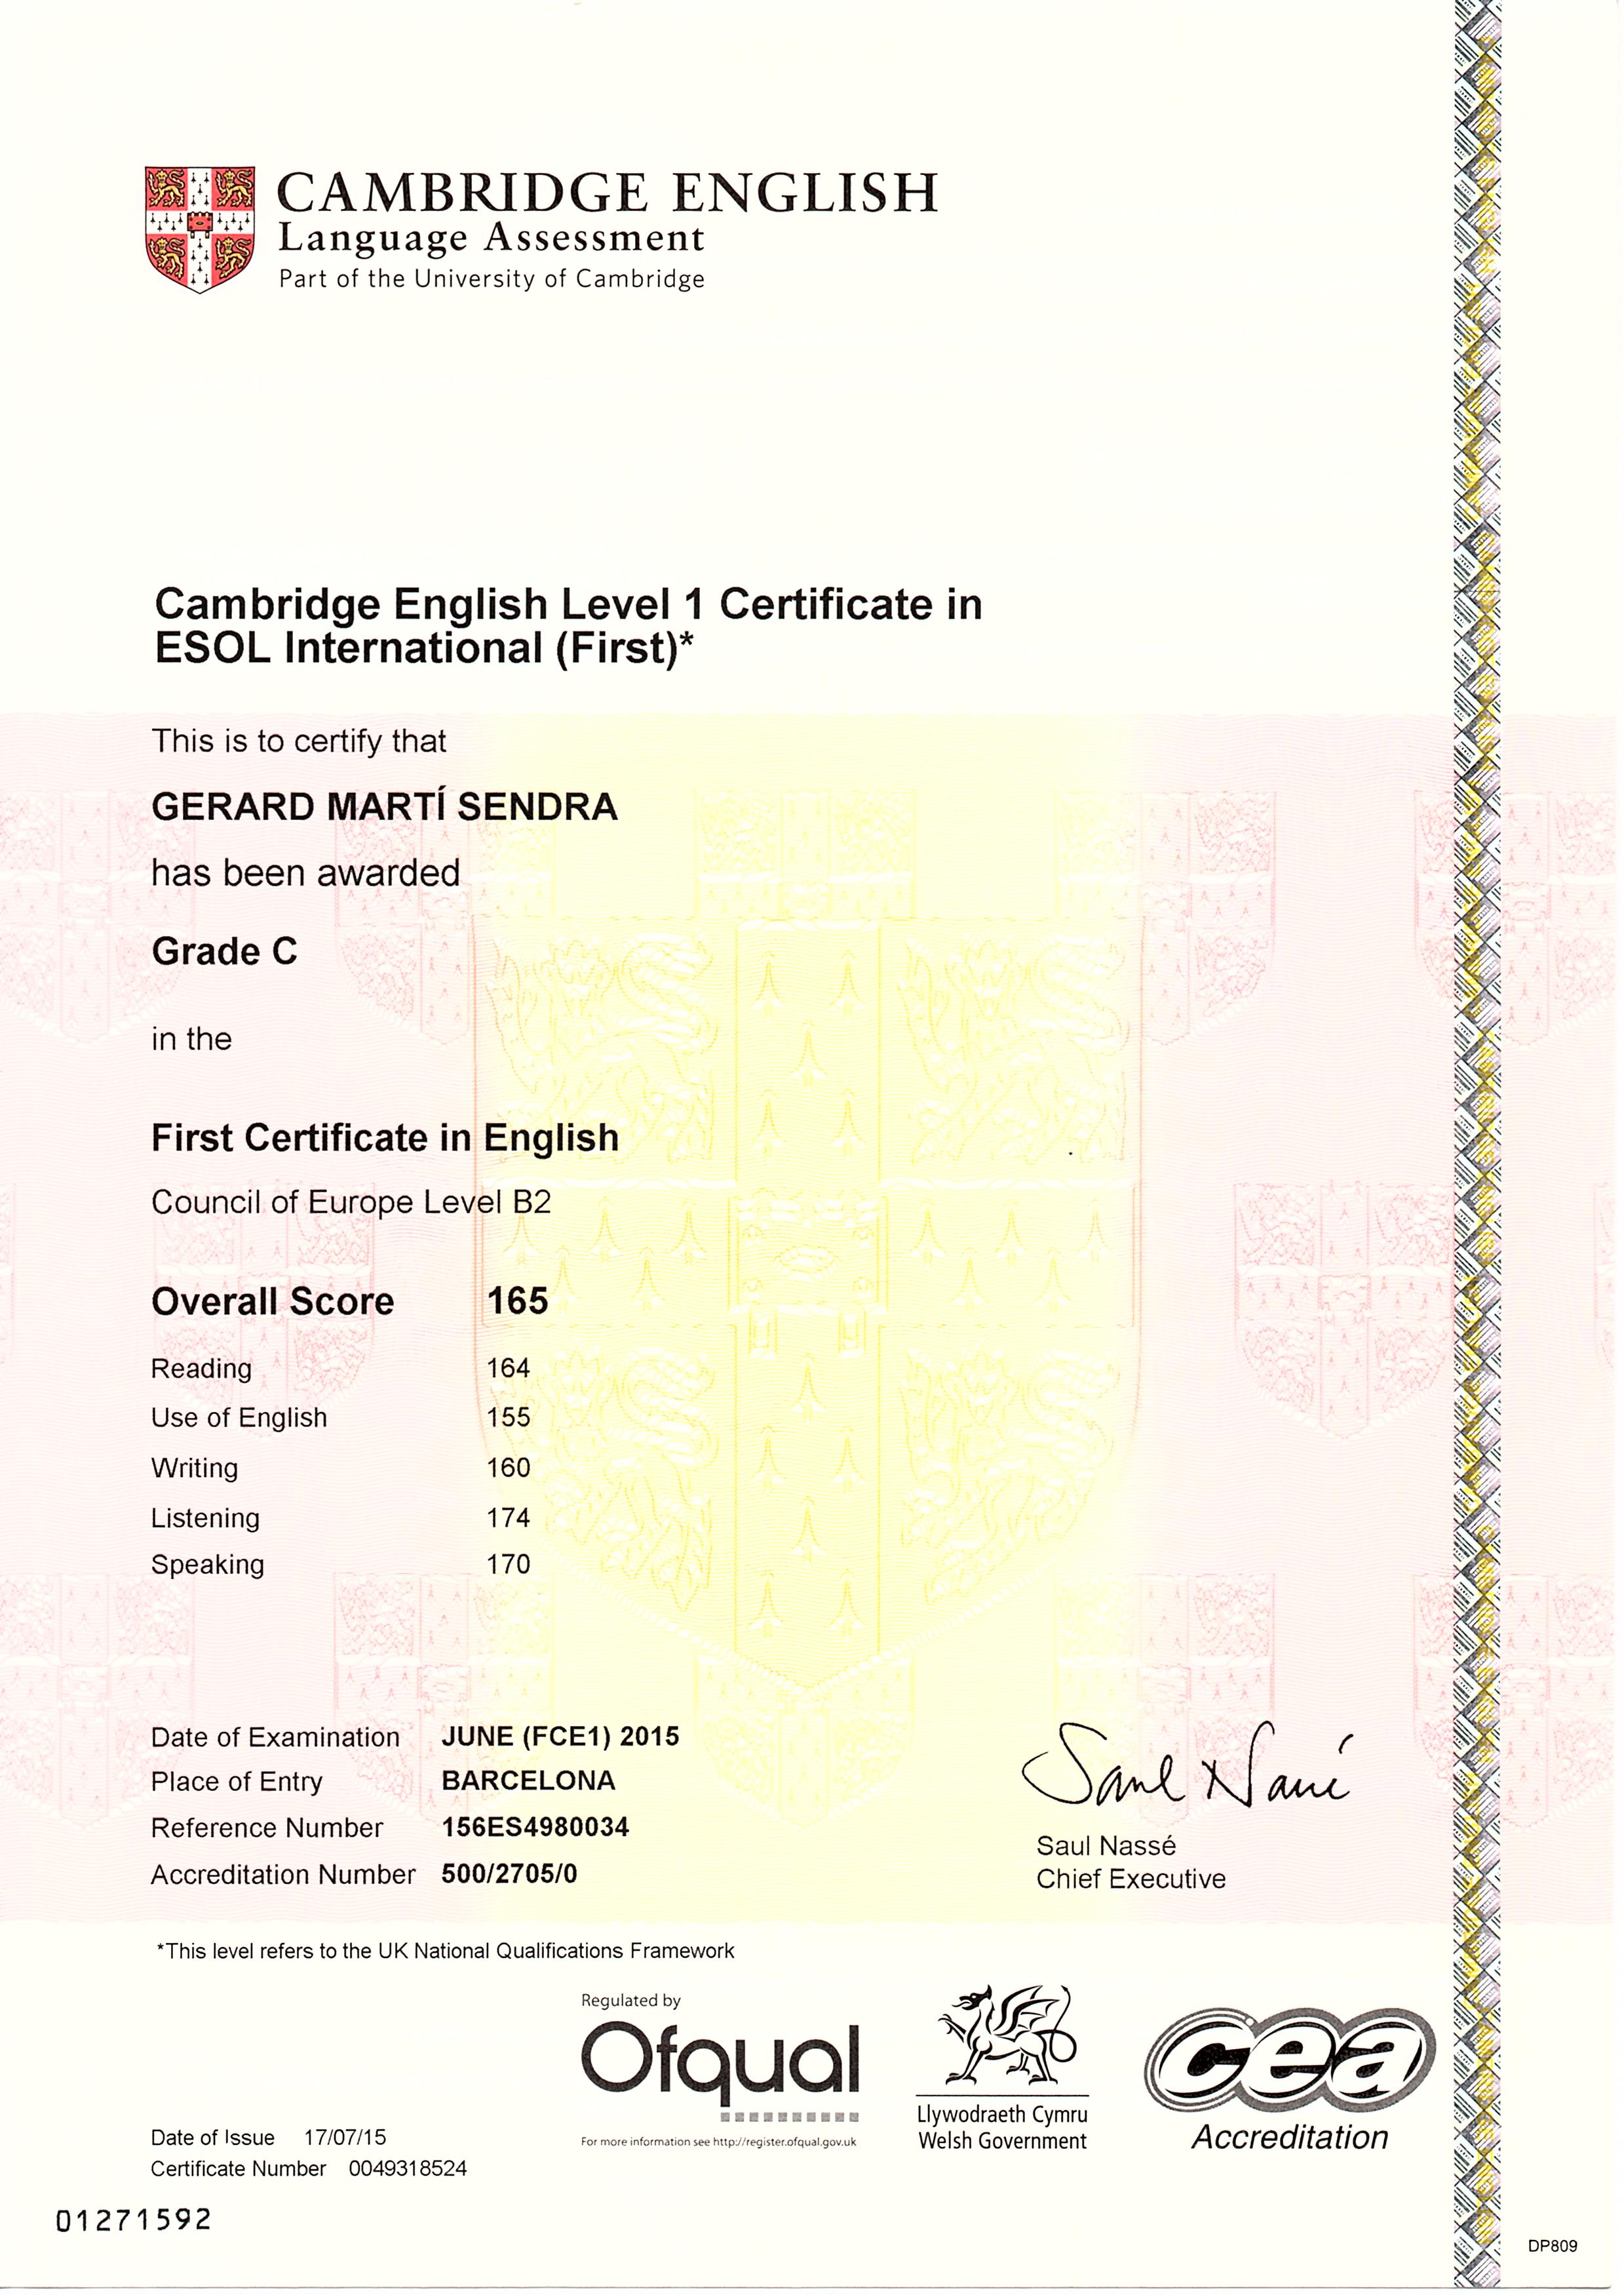 CAMBRIDGE ENGLISH
Language Assessment
Part of the University of Cambridge
Cambridge English Level 1 Certificate in
ESOL International (First)*
This is to certify that
GERARD MARTÍ SENDRA
has been awarded
Grade C
in the
First Certificate in English
Council of Europe Level B2
Overall Score 165
Reading 164
Use of English 155
Writing 160
Listening 174
Speaking 170
Date of Examination JUNE (FCE1) 2015
Place of Entry BARCELONA
Reference Number 156ES4980034
Accreditation Number 500/2705/0
Saul Nassé
Saul Nassé
Chief Executive
*This level refers to the UK National Qualifications Framework
Regulated by
Ofqual
For more information see http://register.ofqual.gov.uk
Llywodraeth Cymru
Welsh Government
cea
Accreditation
Date of Issue 17/07/15
Certificate Number 0049318524
01271592
DP809